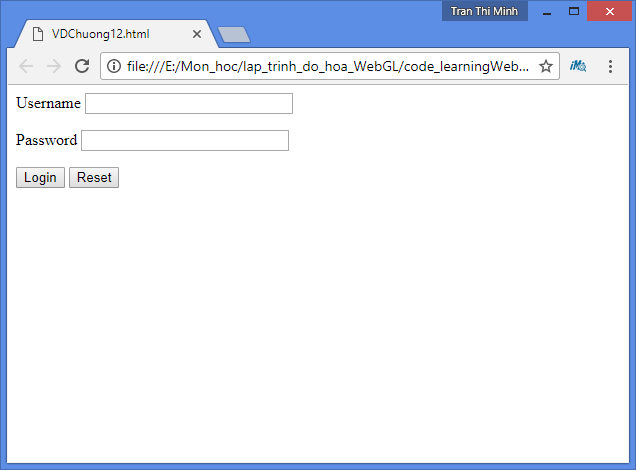 Tran Thi Minh
VDChuong12.html
file:///E:/Mon_hoc/lap_trinh_do_hoa_WebGL/code_learningWeb...
Username
Password
Login Reset